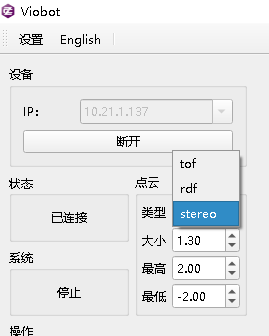 Viobot
设置 English
设备
IP: 10.21.1.137
断开
状态 点云
已连接
类型
tof
rdf
stereo
大小 1.30
最高 2.00
最低 -2.00
系统
停止
操作